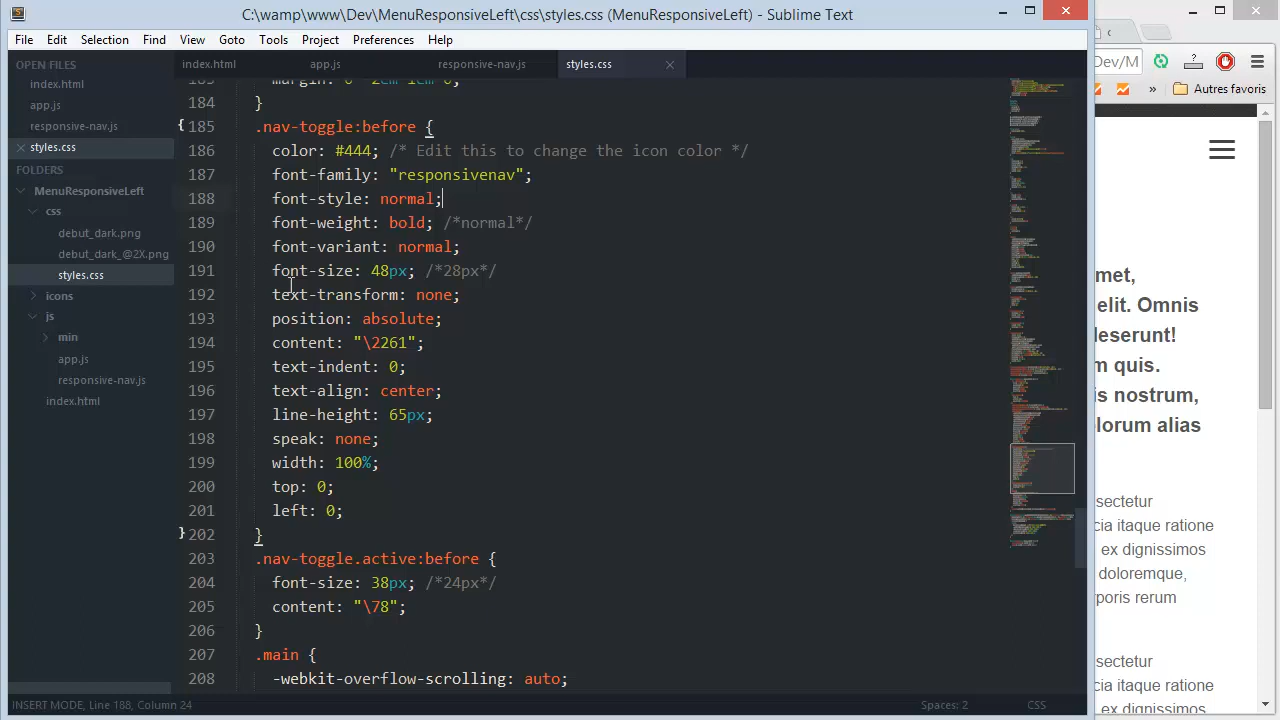 C:\wamp\www\Dev\MenuResponsiveLeft\css\styles.css (MenuResponsiveLeft) - Sublime Text
File Edit Selection Find View Goto Tools Project Preferences Help
OPEN FILES
index.html
app.js
responsive-nav.js
styles.css
FOLDERS
MenuResponsiveLeft
css
debut_dark.png
debut_dark_@2X.png
styles.css
icons
js
min
app.js
responsive-nav.js
index.html
index.html app.js responsive-nav.js styles.css
184 }
185 .nav-toggle:before {
186 color: #444; /* Edit this to change the icon color *
187 font-family: "responsivenav";
188 font-style: normal;
189 font-weight: bold; /*normal*/
190 font-variant: normal;
191 font-size: 48px; /*28px*/
192 text-transform: none;
193 position: absolute;
194 content: "\2261";
195 text-indent: 0;
196 text-align: center;
197 line-height: 65px;
198 speak: none;
199 width: 100%;
200 top: 0;
201 left: 0;
202 }
203 .nav-toggle.active:before {
204 font-size: 38px; /*24px*/
205 content: "\78";
206 }
207 .main {
208 -webkit-overflow-scrolling: auto;
INSERT MODE, Line 188, Column 24 Spaces: 2 CSS
Dev/M
» Autres favoris
met,
elit. Omnis
deserunt!
m quis.
is nostrum,
lorum alias
sectetur
cia itaque ratione
ex dignissimos
doloremque,
poris rerum
sectetur
cia itaque ratione
ex dignissimos